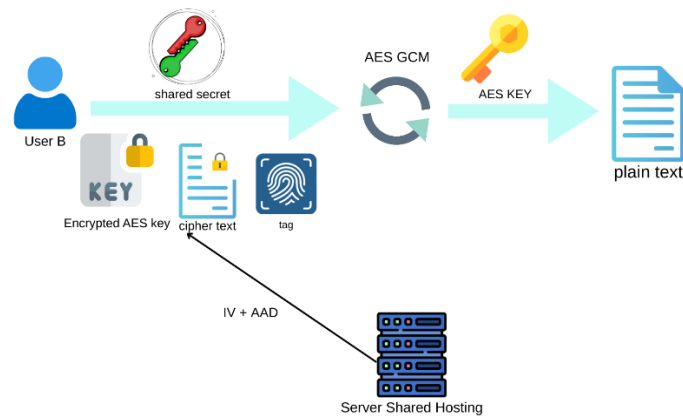 AES GCM
shared secret
AES KEY
User B
KEY
plain text
Encrypted AES key
cipher text
tag
IV + AAD
Server Shared Hosting